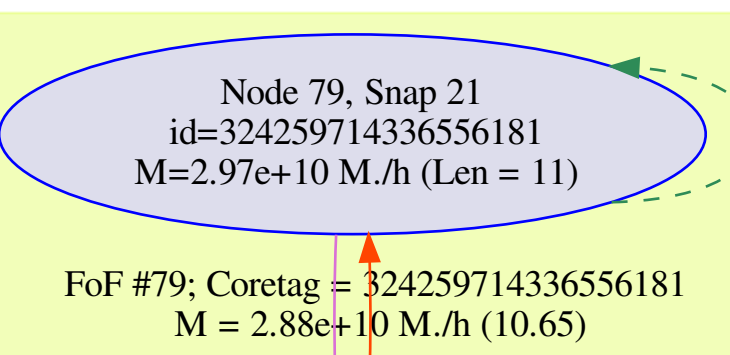 Node 79, Snap 21
id=324259714336556181
M=2.97e+10 M./h (Len = 11)
FoF #79; Coretag = 324259714336556181
M = 2.88e+10 M./h (10.65)